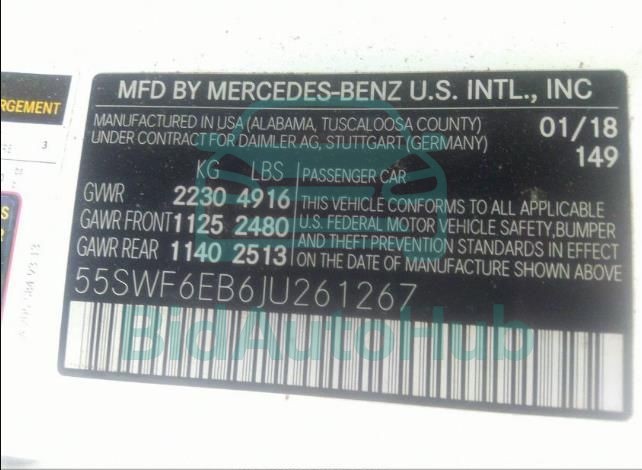 RGEMENT
3
MFD BY MERCEDES-BENZ U.S. INTL., INC
MANUFACTURED IN USA (ALABAMA, TUSCALOOSA COUNTY)
UNDER CONTRACT FOR DAIMLER AG, STUTTGART (GERMANY)
01/18
149
KG LBS
GWWR 2230 4916
GAWR FRONT 1125 2480
GAWR REAR 1140 2513
PASSENGER CAR
THIS VEHICLE CONFORMS TO ALL APPLICABLE
U.S. FEDERAL MOTOR VEHICLE SAFETY,BUMPER
AND THEFT PREVENTION STANDARDS IN EFFECT
ON THE DATE OF MANUFACTURE SHOWN ABOVE
55SWF6EB6JU261267
BidAutoHub